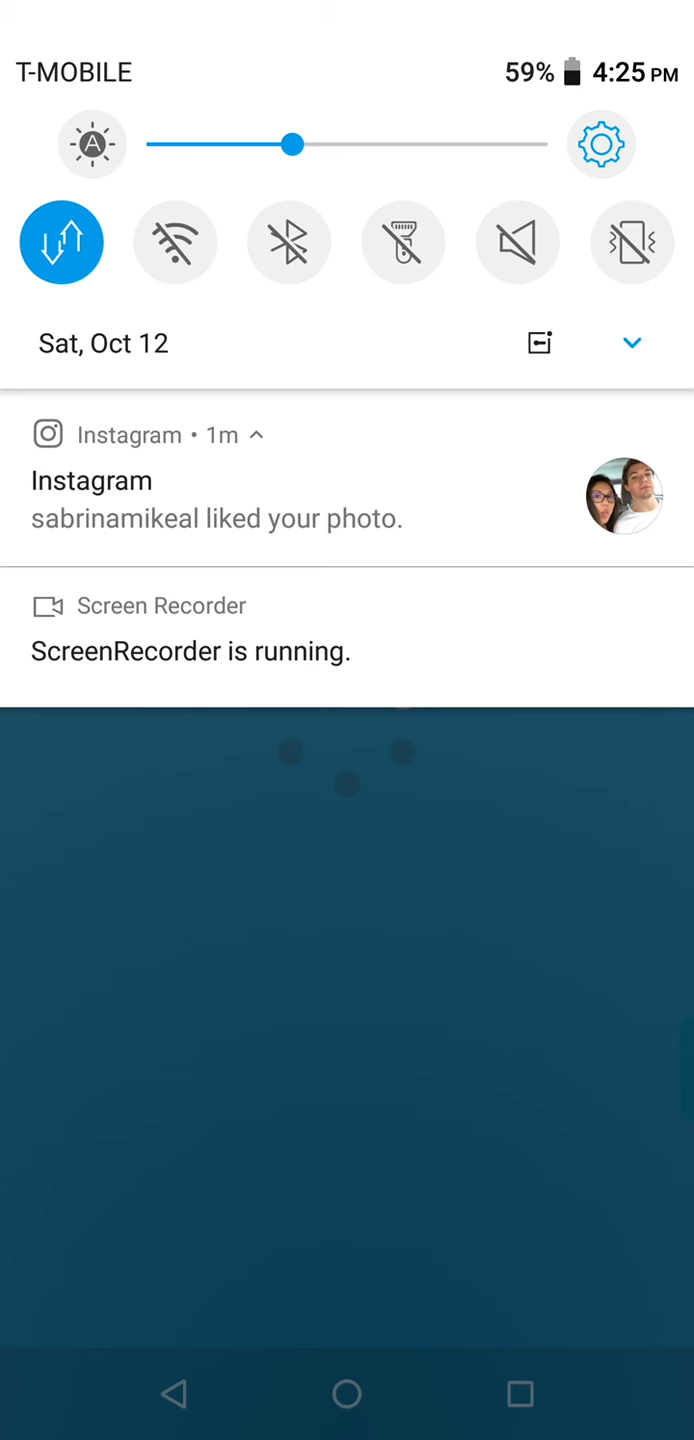 T-MOBILE 59% 4:25 PM
A
Sat, Oct 12
Instagram • 1m
Instagram
sabrinamikeal liked your photo.
Screen Recorder
ScreenRecorder is running.